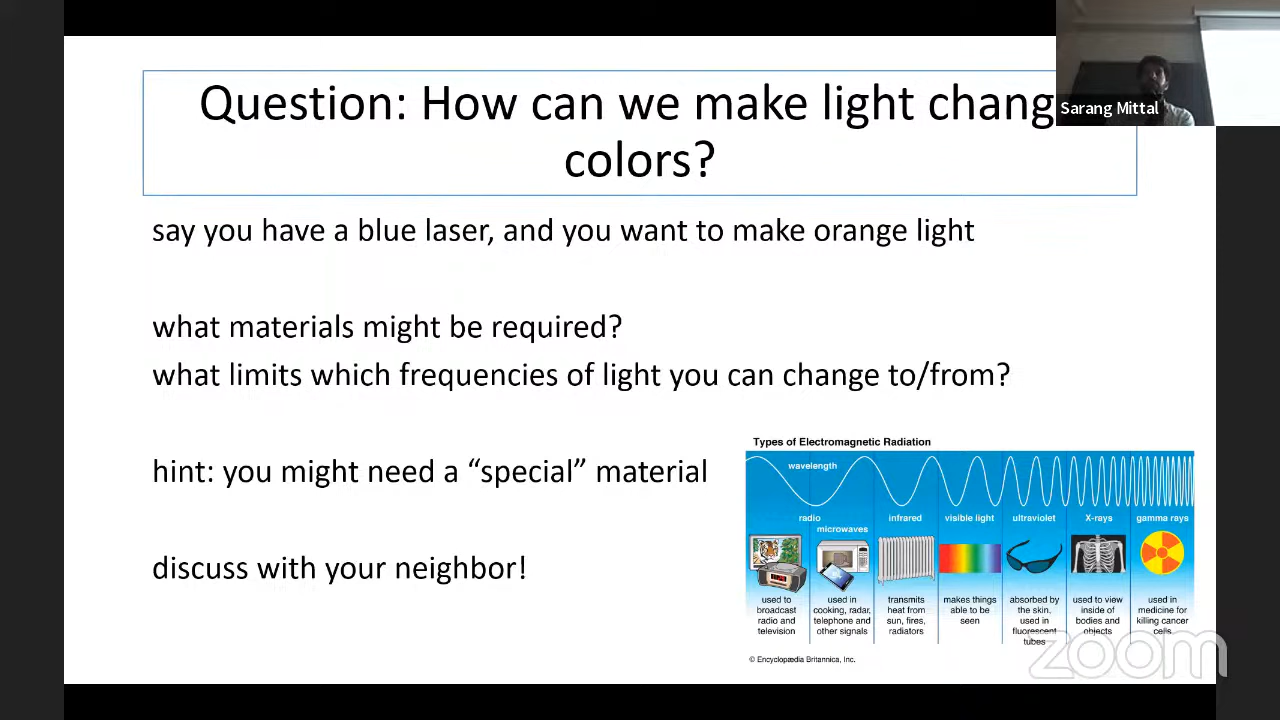 Question: How can we make light chang
colors?
Sarang Mittal
say you have a blue laser, and you want to make orange light
what materials might be required?
what limits which frequencies of light you can change to/from?
hint: you might need a “special” material
discuss with your neighbor!
Types of Electromagnetic Radiation
wavelength
radio
microwaves
infrared
visible light
ultraviolet
X-rays
gamma rays
used to
broadcast
radio and
television
used in
cooking, radar,
telephone and
other signals
transmits
heat from
sun, fires,
radiators
makes things
able to be
seen
absorbed by
the skin,
used in
fluorescent
tubes
used to view
inside of
bodies and
objects
used in
medicine for
killing cancer
cells
© Encyclopædia Britannica, Inc.
zoom